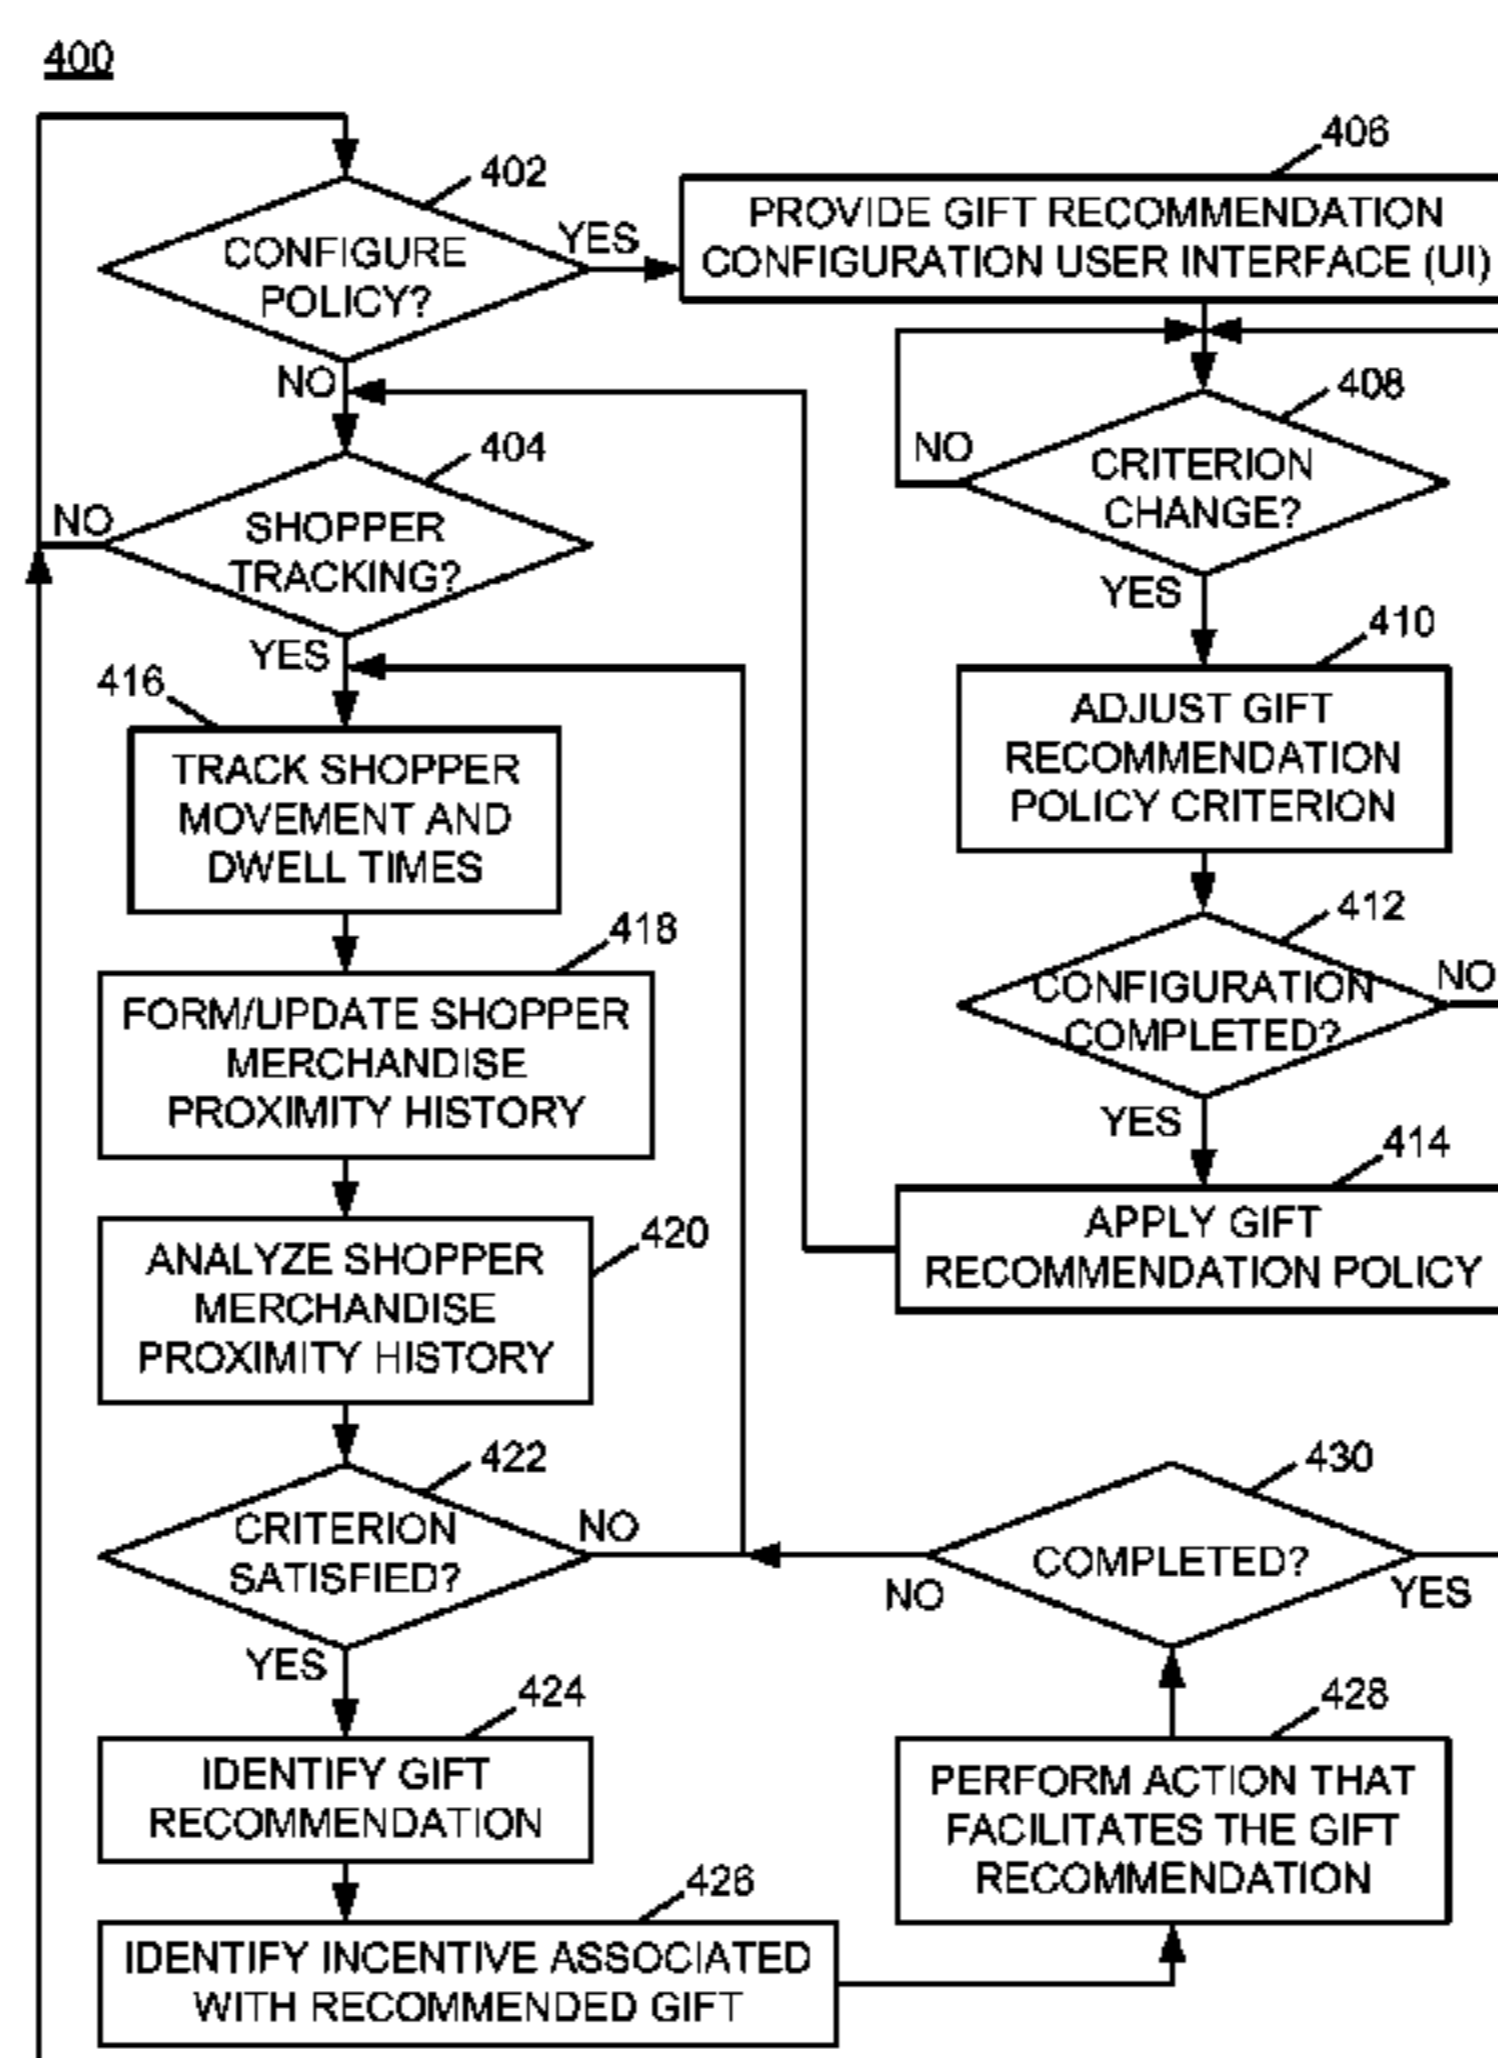 400
402
CONFIGURE
POLICY?
YES
NO
406
PROVIDE GIFT RECOMMENDATION
CONFIGURATION USER INTERFACE (UI)
404
SHOPPER
TRACKING?
NO
YES
408
CRITERION
CHANGE?
NO
YES
410
ADJUST GIFT
RECOMMENDATION
POLICY CRITERION
412
CONFIGURATION
COMPLETED?
NO
YES
414
APPLY GIFT
RECOMMENDATION POLICY
416
TRACK SHOPPER
MOVEMENT AND
DWELL TIMES
418
FORM/UPDATE SHOPPER
MERCHANDISE
PROXIMITY HISTORY
420
ANALYZE SHOPPER
MERCHANDISE
PROXIMITY HISTORY
422
CRITERION
SATISFIED?
NO
YES
424
IDENTIFY GIFT
RECOMMENDATION
426
IDENTIFY INCENTIVE ASSOCIATED
WITH RECOMMENDED GIFT
428
PERFORM ACTION THAT
FACILITATES THE GIFT
RECOMMENDATION
430
COMPLETED?
NO
YES